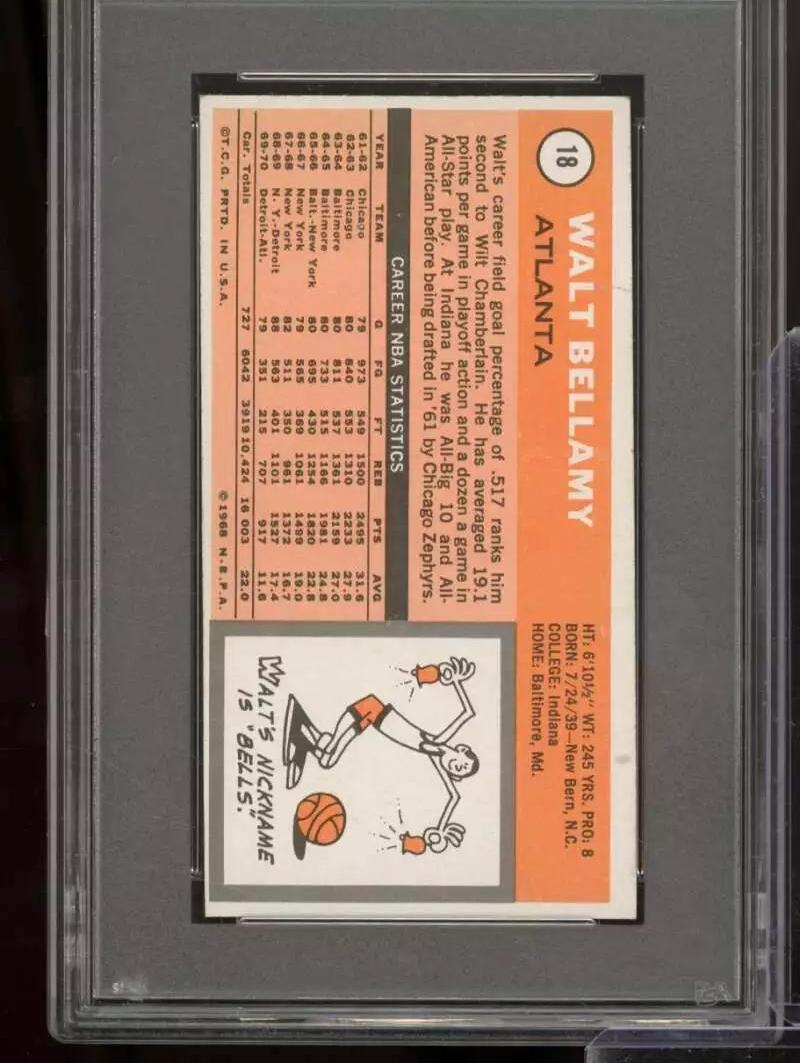 18
WALT BELLAMY
ATLANTA
HT: 6'10½" WT: 245 YRS. PRO: 8
BORN: 7/24/39—New Bern, N.C.
COLLEGE: Indiana
HOME: Baltimore, Md.
Walt's career field goal percentage of .517 ranks him
second to Wilt Chamberlain. He has averaged 19.1
points per game in playoff action and a dozen a game in
All-Star play. At Indiana he was All-Big 10 and All-
American before being drafted in '61 by Chicago Zephyrs.
CAREER NBA STATISTICS
YEAR TEAM G FG FT REB PTS AVG
61-62 Chicago 79 973 549 1500 2495 31.6
62-63 Chicago 80 840 553 1310 2233 27.9
63-64 Baltimore 80 811 537 1361 2159 27.0
64-65 Baltimore 80 733 515 1166 1981 24.8
65-66 Balt.-New York 80 695 430 1254 1820 22.8
66-67 New York 79 565 369 1061 1499 19.0
67-68 New York 82 511 350 961 1372 16.7
68-69 N. Y.-Detroit 88 563 401 1101 1527 17.4
69-70 Detroit-Atl. 79 351 215 707 917 11.6
Car. Totals 727 6042 3919 10,424 16 003 22.0
©T.C.G. PRTD. IN U.S.A. ©1968 N.B.P.A.
WALT'S NICKNAME
IS "BELLS."